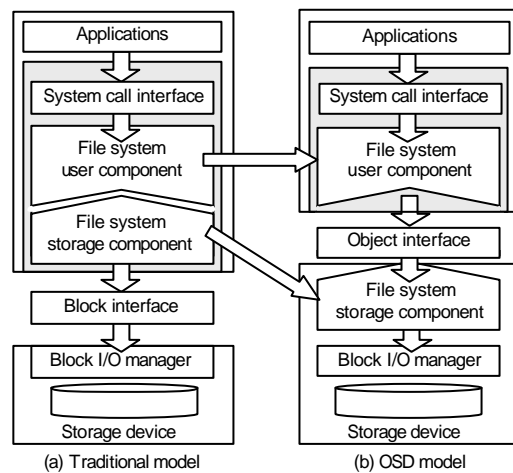 Applications
System call interface
File system
user component
File system
storage component
Block interface
Block I/O manager
Storage device
(a) Traditional model
Applications
System call interface
File system
user component
Object interface
File system
storage component
Block I/O manager
Storage device
(b) OSD model